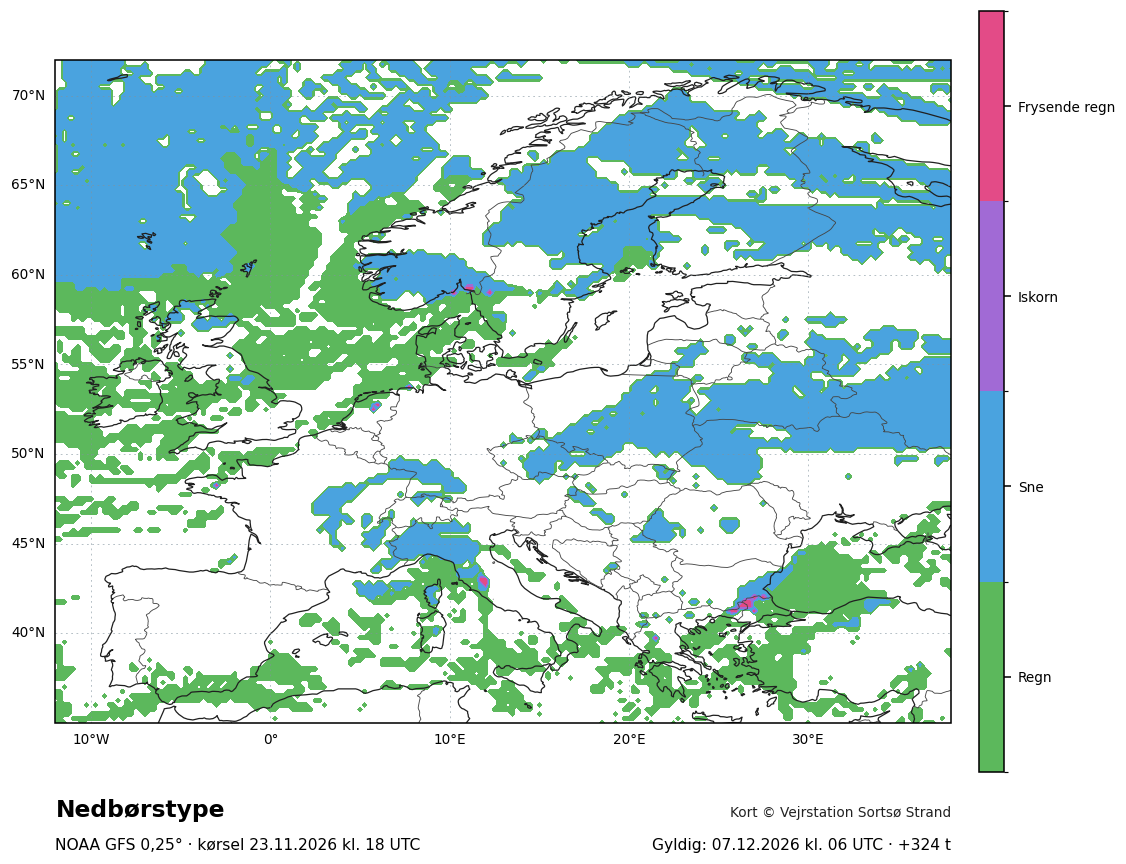 70°N
65°N
60°N
55°N
50°N
45°N
40°N
10°W
0°
10°E
20°E
30°E
Frysende regn
Iskorn
Sne
Regn
Nedbørstype
Kort © Vejrstation Sortsø Strand
NOAA GFS 0,25° · kørsel 23.11.2026 kl. 18 UTC
Gyldig: 07.12.2026 kl. 06 UTC · +324 t